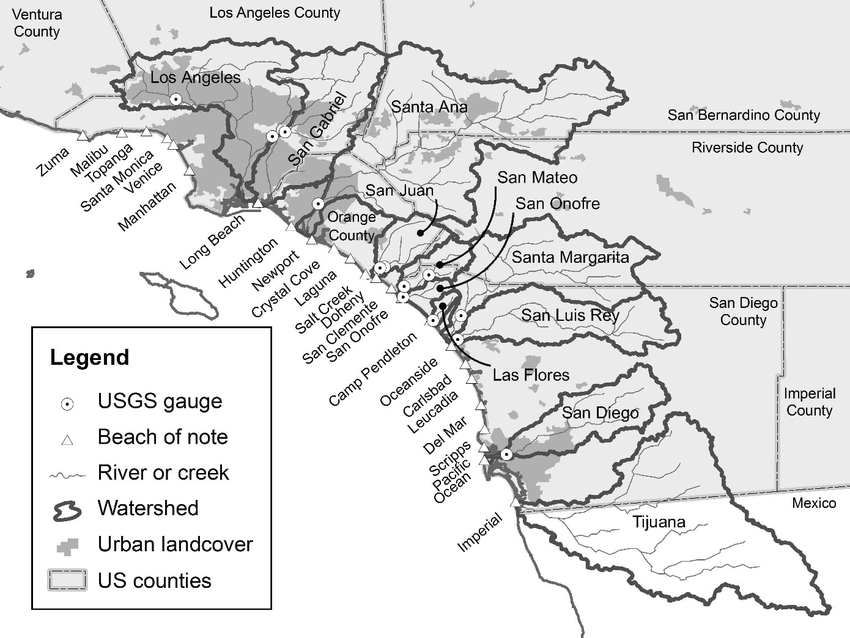 Ventura
County
Los Angeles County
Los Angeles
San Gabriel
Santa Ana
San Bernardino County
Riverside County
Zuma
Malibu
Topanga
Santa Monica
Venice
Manhattan
San Juan
San Mateo
San Onofre
Orange
County
Long Beach
Huntington
Newport
Crystal Cove
Laguna
Salt Creek
Doheny
San Clemente
San Onofre
Santa Margarita
San Luis Rey
San Diego
County
Camp Pendleton
Las Flores
Oceanside
Carlsbad
Leucadia
Imperial
County
San Diego
Del Mar
Scripps
Pacific
Ocean
Imperial
Mexico
Tijuana
Legend
USGS gauge
Beach of note
River or creek
Watershed
Urban landcover
US counties